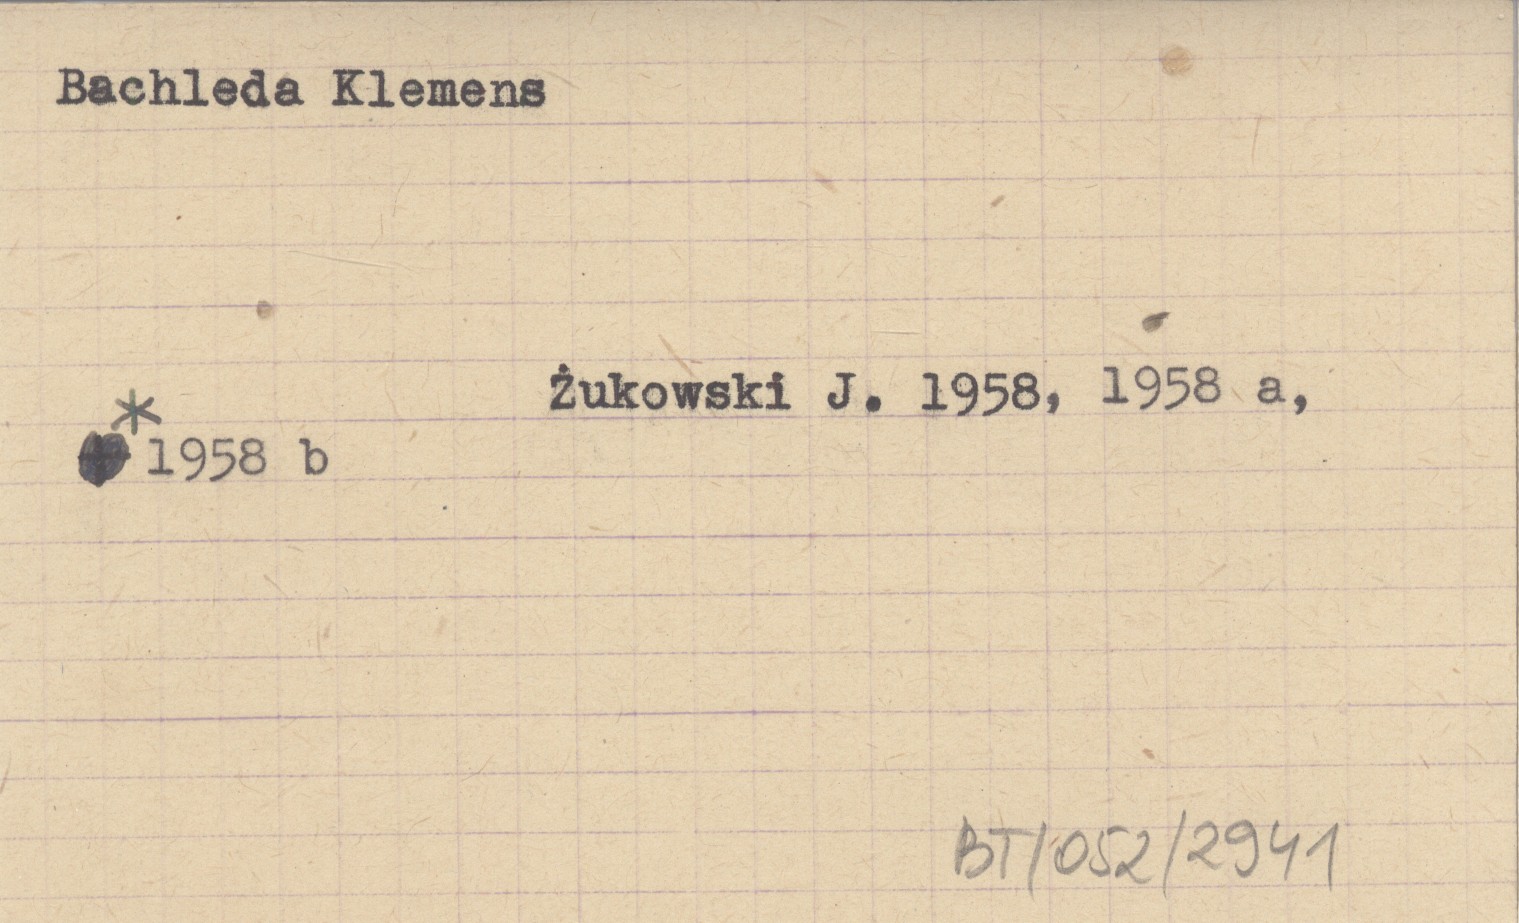 Bachleda Klemens
Żukowski J. 1958, 1958 a,
* 1958 b
BT/052/2941